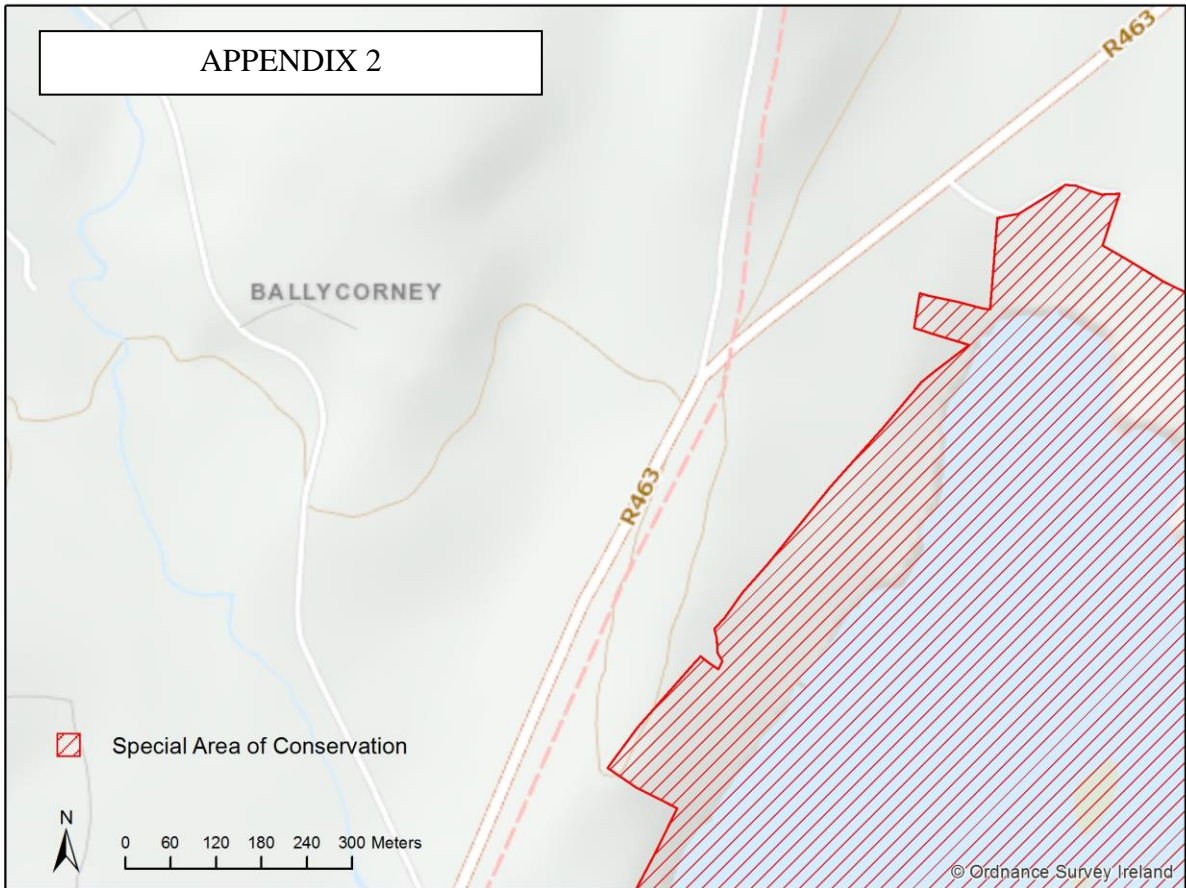 APPENDIX 2
R463
BALLYCORNEY
R463
Special Area of Conservation
N
0 60 120 180 240 300 Meters
© Ordnance Survey Ireland